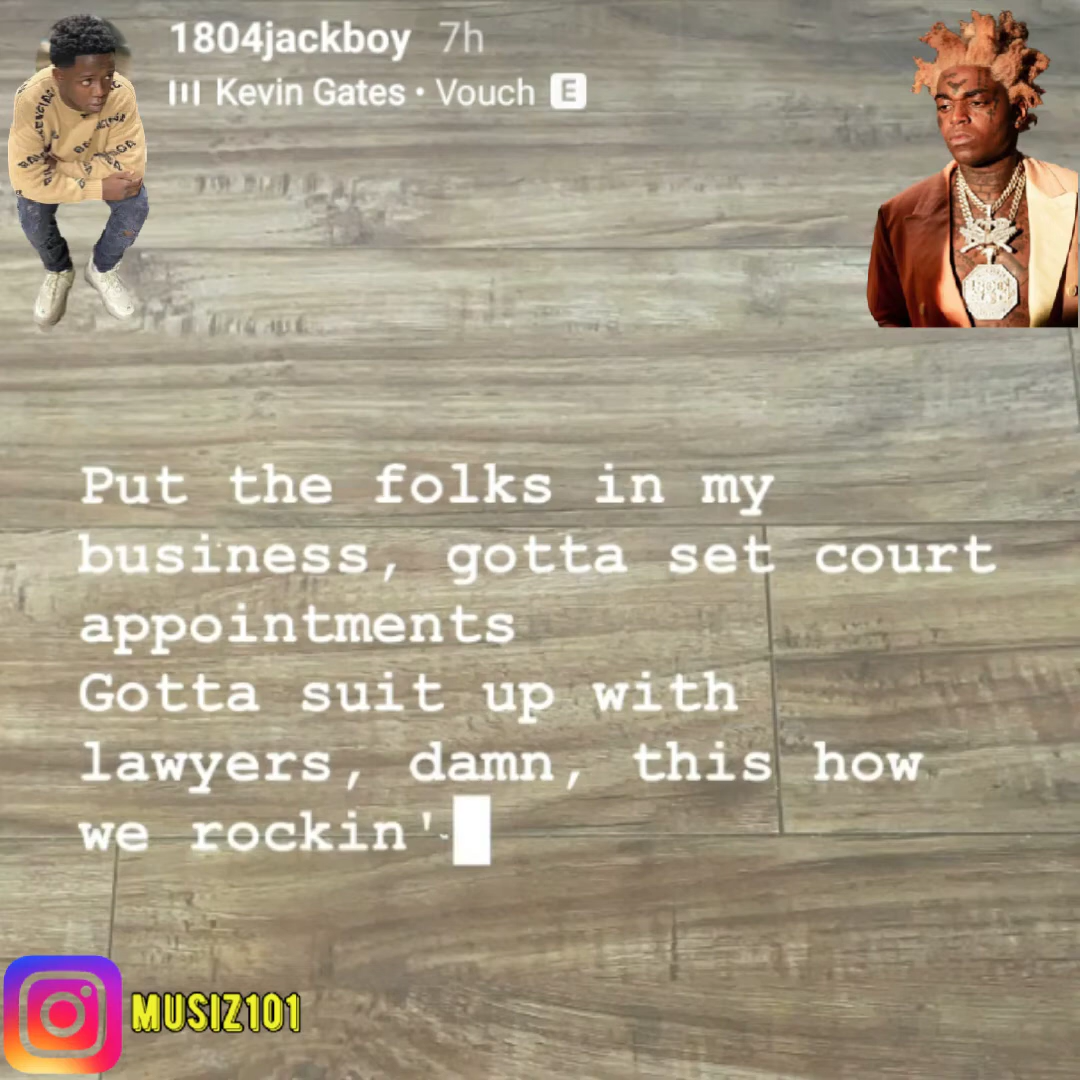 1804jackboy 7h
Kevin Gates • Vouch E
Put the folks in my
business, gotta set court
appointments
Gotta suit up with
lawyers, damn, this how
we rockin'
MUSIZ101